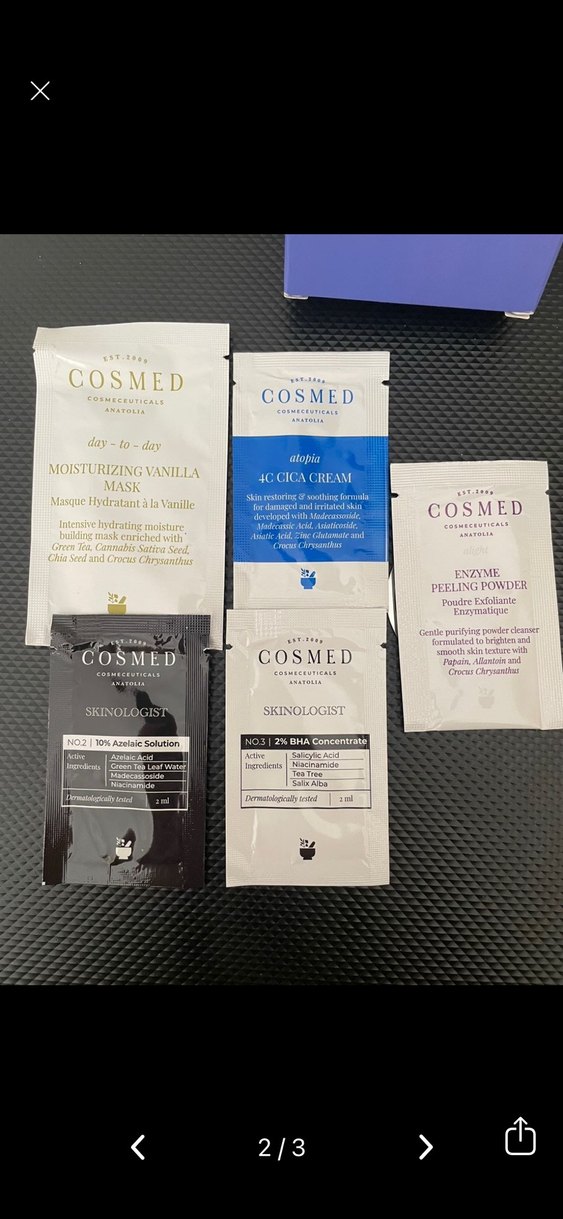 EST.2009
COSMED
COSMECEUTICALS
ANATOLIA
day - to - day
MOISTURIZING VANILLA
MASK
Masque Hydratant à la Vanille
Intensive hydrating moisture
building mask enriched with
Green Tea, Cannabis Sativa Seed,
Chia Seed and Crocus Chrysanthus
EST.2009
COSMED
COSMECEUTICALS
ANATOLIA
atopia
4C CICA CREAM
Skin restoring & soothing formula
for damaged and irritated skin
developed with Madecassoside,
Madecassic Acid, Asiaticoside,
Asiatic Acid, Zinc Glutamate and
Crocus Chrysanthus
EST.2009
COSMED
COSMECEUTICALS
ANATOLIA
alight
ENZYME
PEELING POWDER
Poudre Exfoliante
Enzymatique
Gentle purifying powder cleanser
formulated to brighten and
smooth skin texture with
Papain, Allantoin and
Crocus Chrysanthus
EST.2009
COSMED
COSMECEUTICALS
ANATOLIA
SKINOLOGIST
NO.2 | 10% Azelaic Solution
Active Ingredients
Azelaic Acid
Green Tea Leaf Water
Madecassoside
Niacinamide
Dermatologically tested 2 ml
EST.2009
COSMED
COSMECEUTICALS
ANATOLIA
SKINOLOGIST
NO.3 | 2% BHA Concentrate
Active Ingredients
Salicylic Acid
Niacinamide
Tea Tree
Salix Alba
Dermatologically tested 2 ml
2 / 3